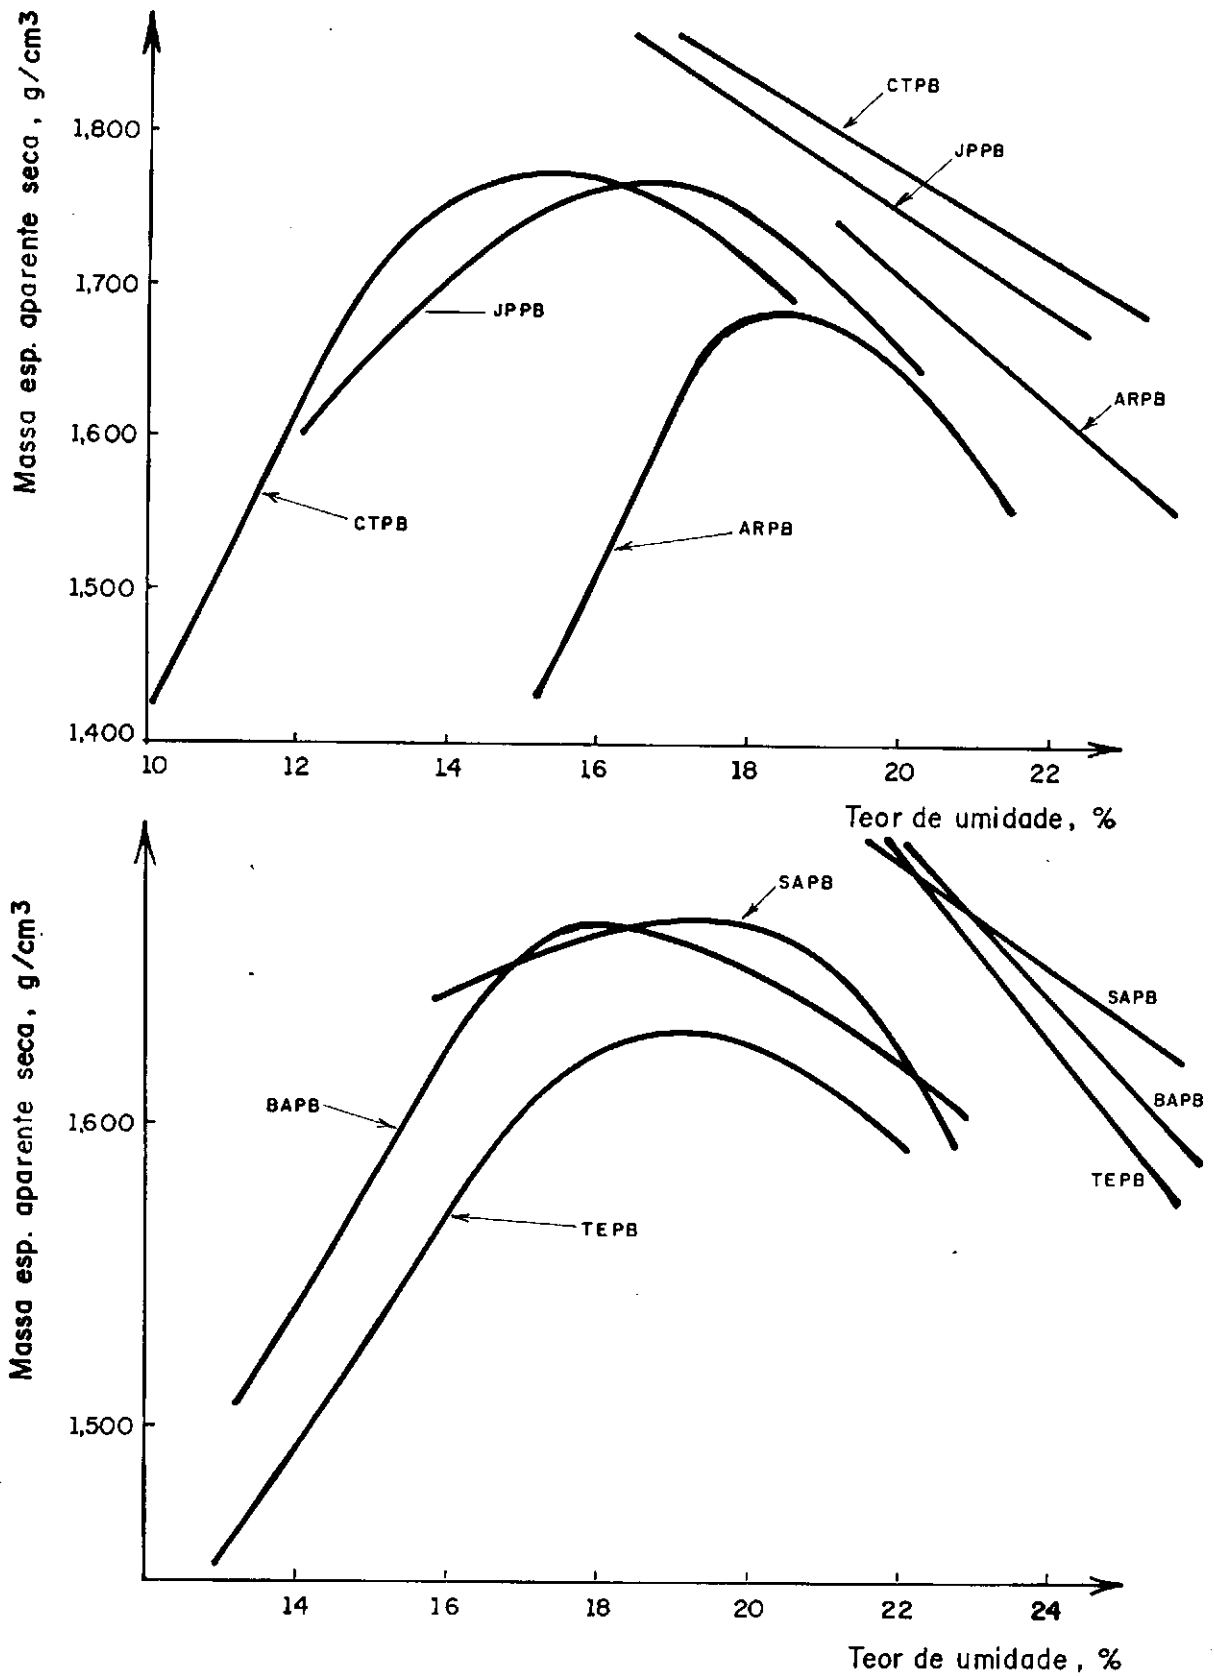 Massa esp. aparente seca, g/cm3
1,800
1,700
1,600
1,500
1,400
10
12
14
16
18
20
22
Teor de umidade, %
CTPB
JPPB
ARPB
JPPB
CTPB
ARPB
Massa esp. aparente seca, g/cm3
1,600
1,500
14
16
18
20
22
24
Teor de umidade, %
SAPB
SAPB
BAPB
BAPB
TEPB
TEPB